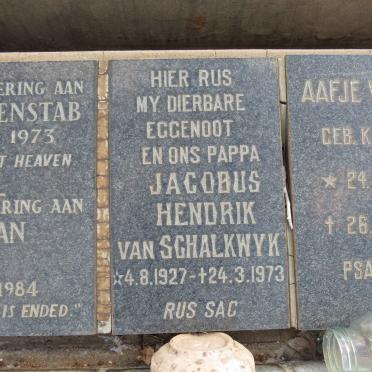 ERING AAN
ENSTAB
1973
T HEAVEN
RING AAN
AN
1984
IS ENDED."
HIER RUS
MY DIERBARE
EGGENOOT
EN ONS PAPPA
JACOBUS
HENDRIK
VAN SCHALKWYK
*4.8.1927-†24.3.1973
RUS SAG
AAFJE
GEB. K
* 24.
† 26.
PSA